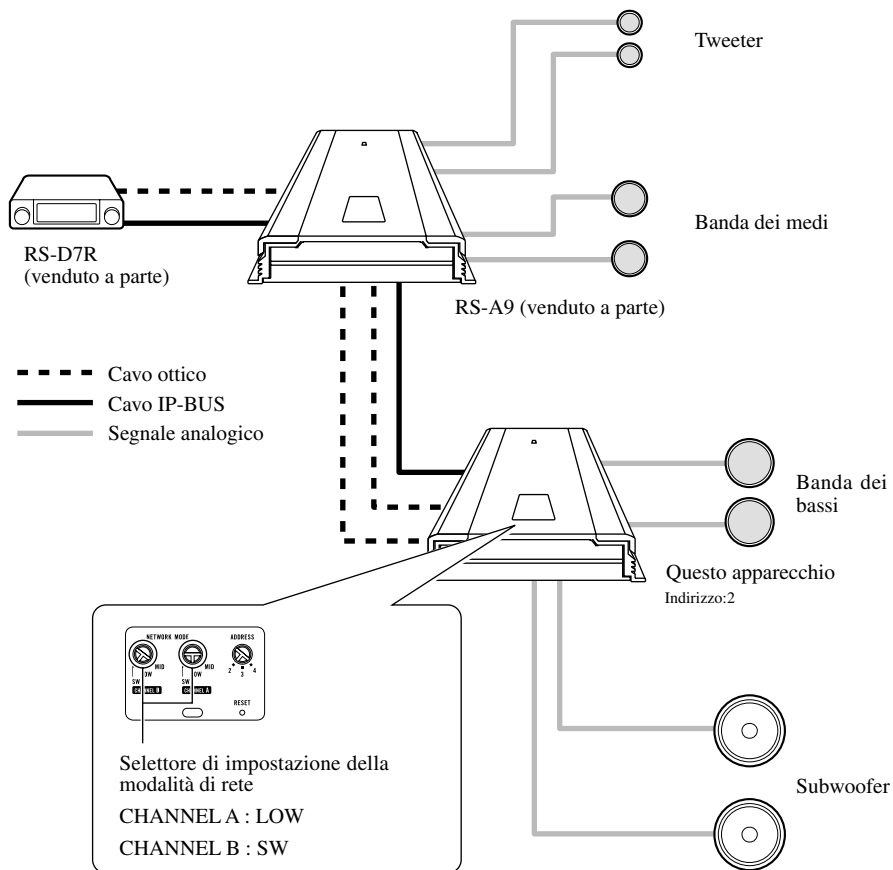 Tweeter
Banda dei medi
RS-D7R
(venduto a parte)
RS-A9 (venduto a parte)
Cavo ottico
Cavo IP-BUS
Segnale analogico
Banda dei
bassi
Questo apparecchio
Indirizzo:2
NETWORK MODE
ADDRESS
MID
MID
LOW
LOW
2 3 4
SW
SW
CHANNEL B
CHANNEL A
RESET
Selettore di impostazione della
modalità di rete
CHANNEL A : LOW
CHANNEL B : SW
Subwoofer